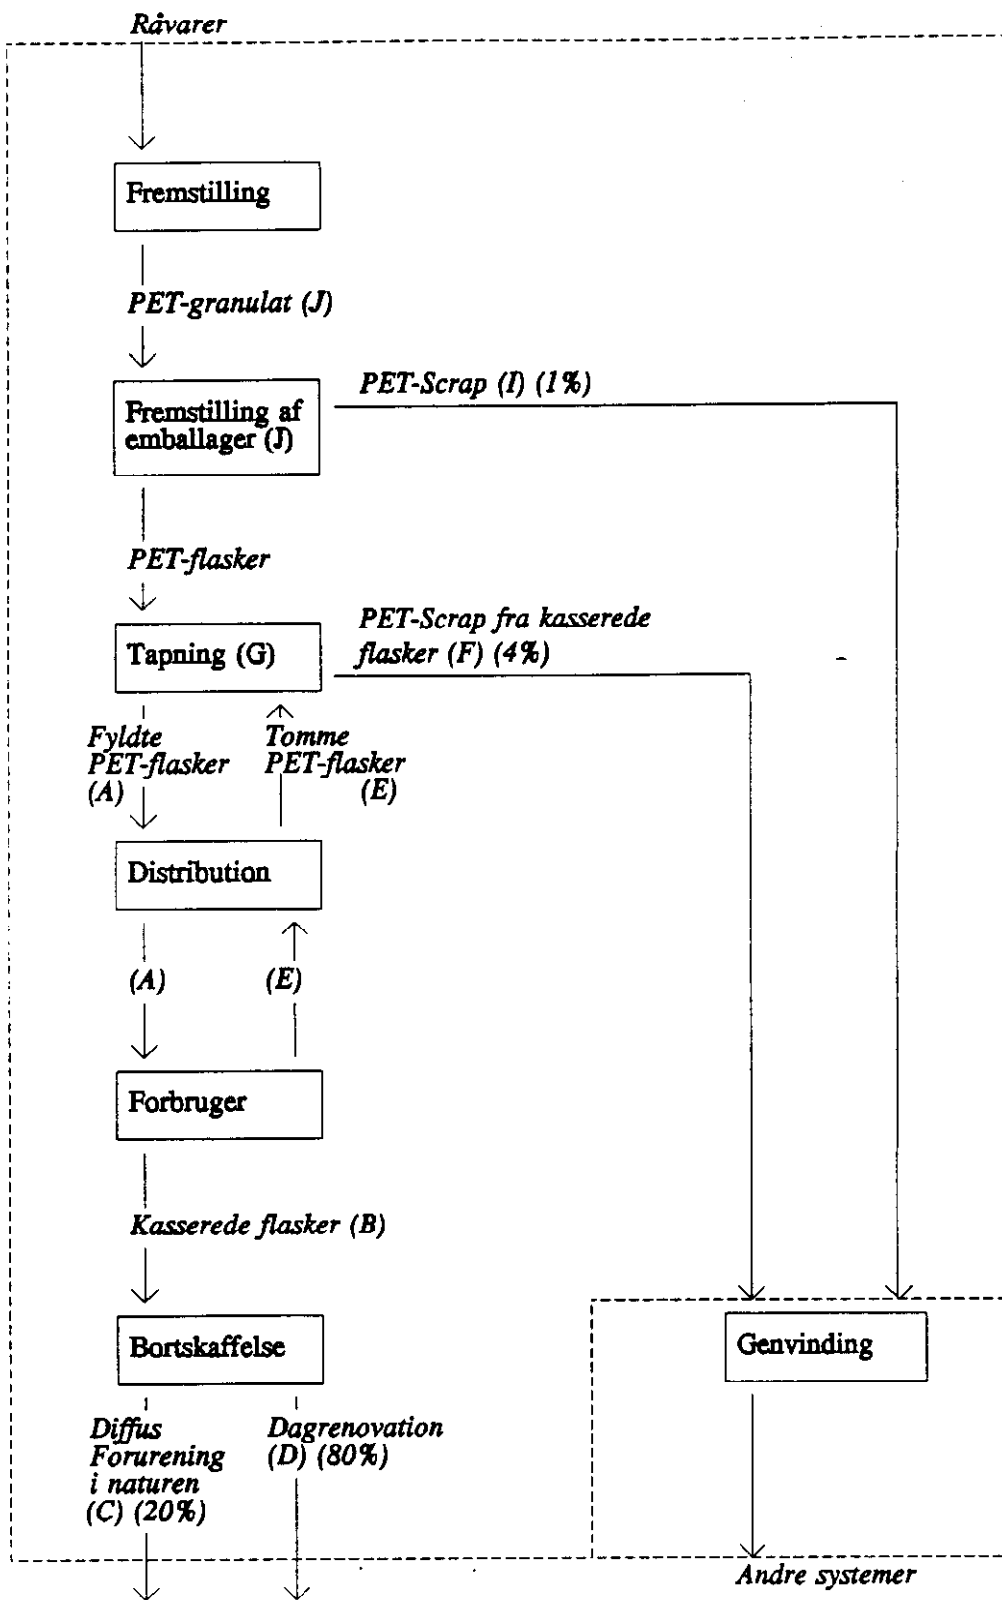 Råvarer
Fremstilling
PET-granulat (J)
Fremstilling af
emballager (J)
PET-Scrap (I) (1%)
PET-flasker
Tapning (G)
PET-Scrap fra kasserede
flasker (F) (4%)
Fyldte
PET-flasker
(A)
Tomme
PET-flasker
(E)
Distribution
(A)
(E)
Forbruger
Kasserede flasker (B)
Bortskaffelse
Genvinding
Diffus
Forurening
i naturen
(C) (20%)
Dagrenovation
(D) (80%)
Andre systemer